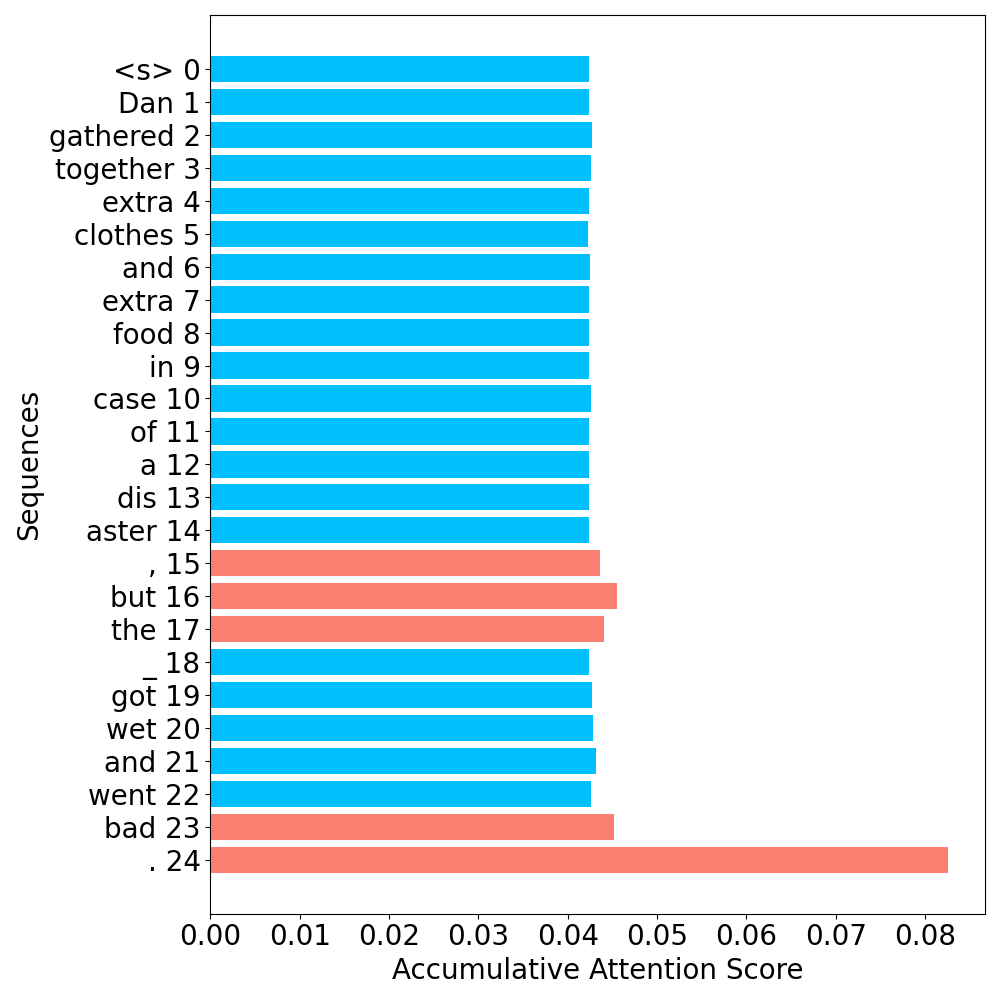 <s> 0
Dan 1
gathered 2
together 3
extra 4
clothes 5
and 6
extra 7
food 8
in 9
case 10
of 11
a 12
dis 13
aster 14
, 15
but 16
the 17
_ 18
got 19
wet 20
and 21
went 22
bad 23
. 24
Sequences
0.00 0.01 0.02 0.03 0.04 0.05 0.06 0.07 0.08
Accumulative Attention Score